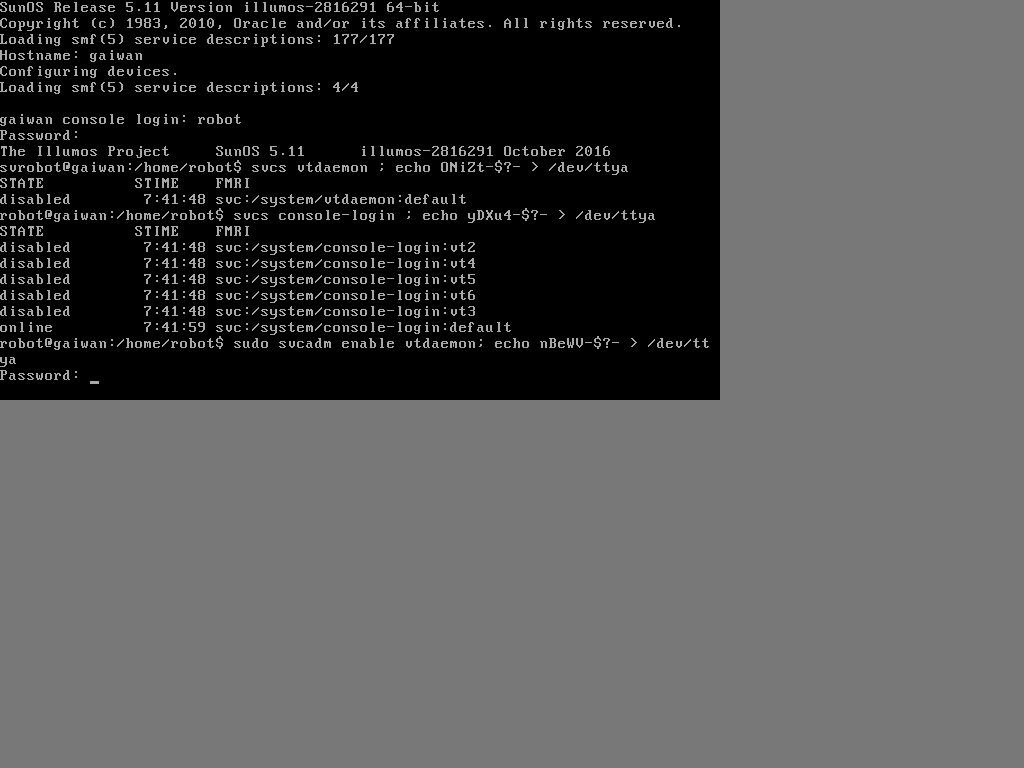 SunOS Release 5.11 Version illumos-2816291 64-bit
Copyright (c) 1983, 2010, Oracle and/or its affiliates. All rights reserved.
Loading smf(5) service descriptions: 177/177
Hostname: gaiwan
Configuring devices.
Loading smf(5) service descriptions: 4/4
gaiwan console login: robot
Password:
The Illumos Project     SunOS 5.11      illumos-2816291 October 2016
svrobot@gaiwan:/home/robot$ svcs vtdaemon ; echo ONiZt-$?- > /dev/ttya
STATE          STIME    FMRI
disabled        7:41:48 svc:/system/vtdaemon:default
robot@gaiwan:/home/robot$ svcs console-login ; echo yDXu4-$?- > /dev/ttya
STATE          STIME    FMRI
disabled        7:41:48 svc:/system/console-login:vt2
disabled        7:41:48 svc:/system/console-login:vt4
disabled        7:41:48 svc:/system/console-login:vt5
disabled        7:41:48 svc:/system/console-login:vt6
disabled        7:41:48 svc:/system/console-login:vt3
online          7:41:59 svc:/system/console-login:default
robot@gaiwan:/home/robot$ sudo svcadm enable vtdaemon; echo nBeWV-$?- > /dev/tt
ya
Password: _